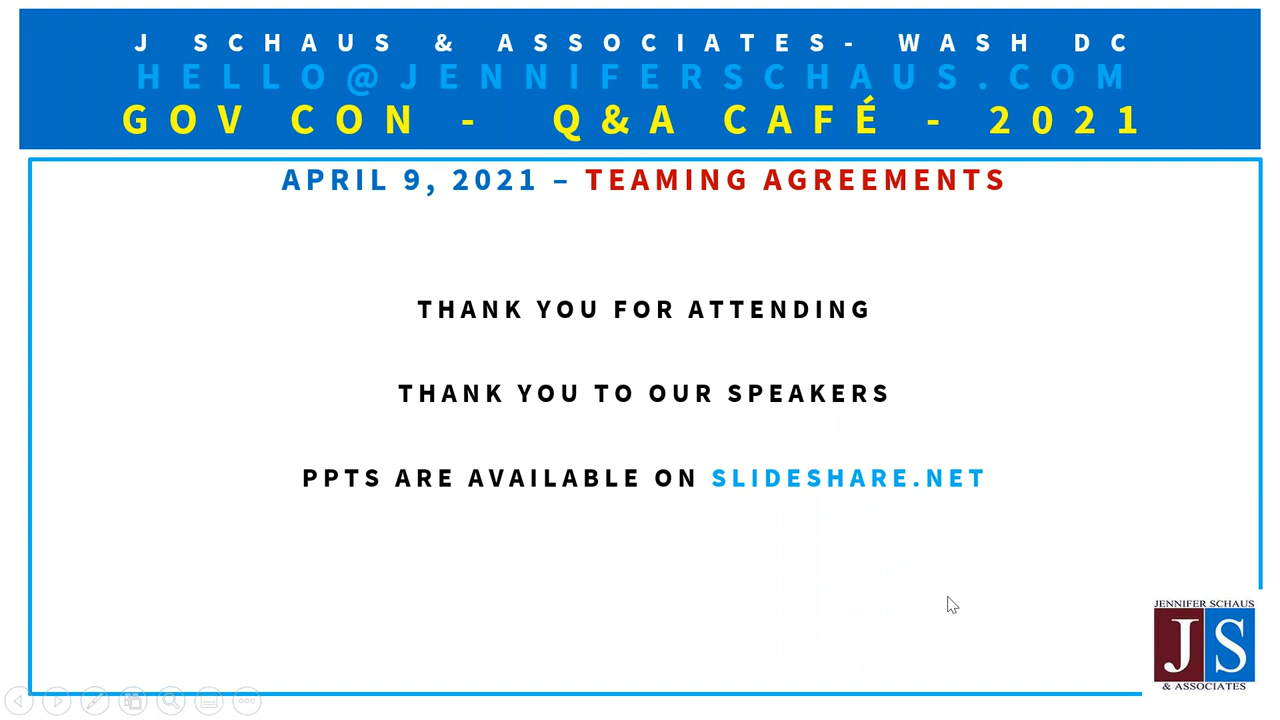 J SCHAUS & ASSOCIATES- WASH DC
HELLO@JENNIFERSCHAUS.COM
GOV CON - Q&A CAFÉ - 2021
APRIL 9, 2021 – TEAMING AGREEMENTS
THANK YOU FOR ATTENDING
THANK YOU TO OUR SPEAKERS
PPTS ARE AVAILABLE ON SLIDESHARE.NET
JENNIFER SCHAUS
JS
& ASSOCIATES